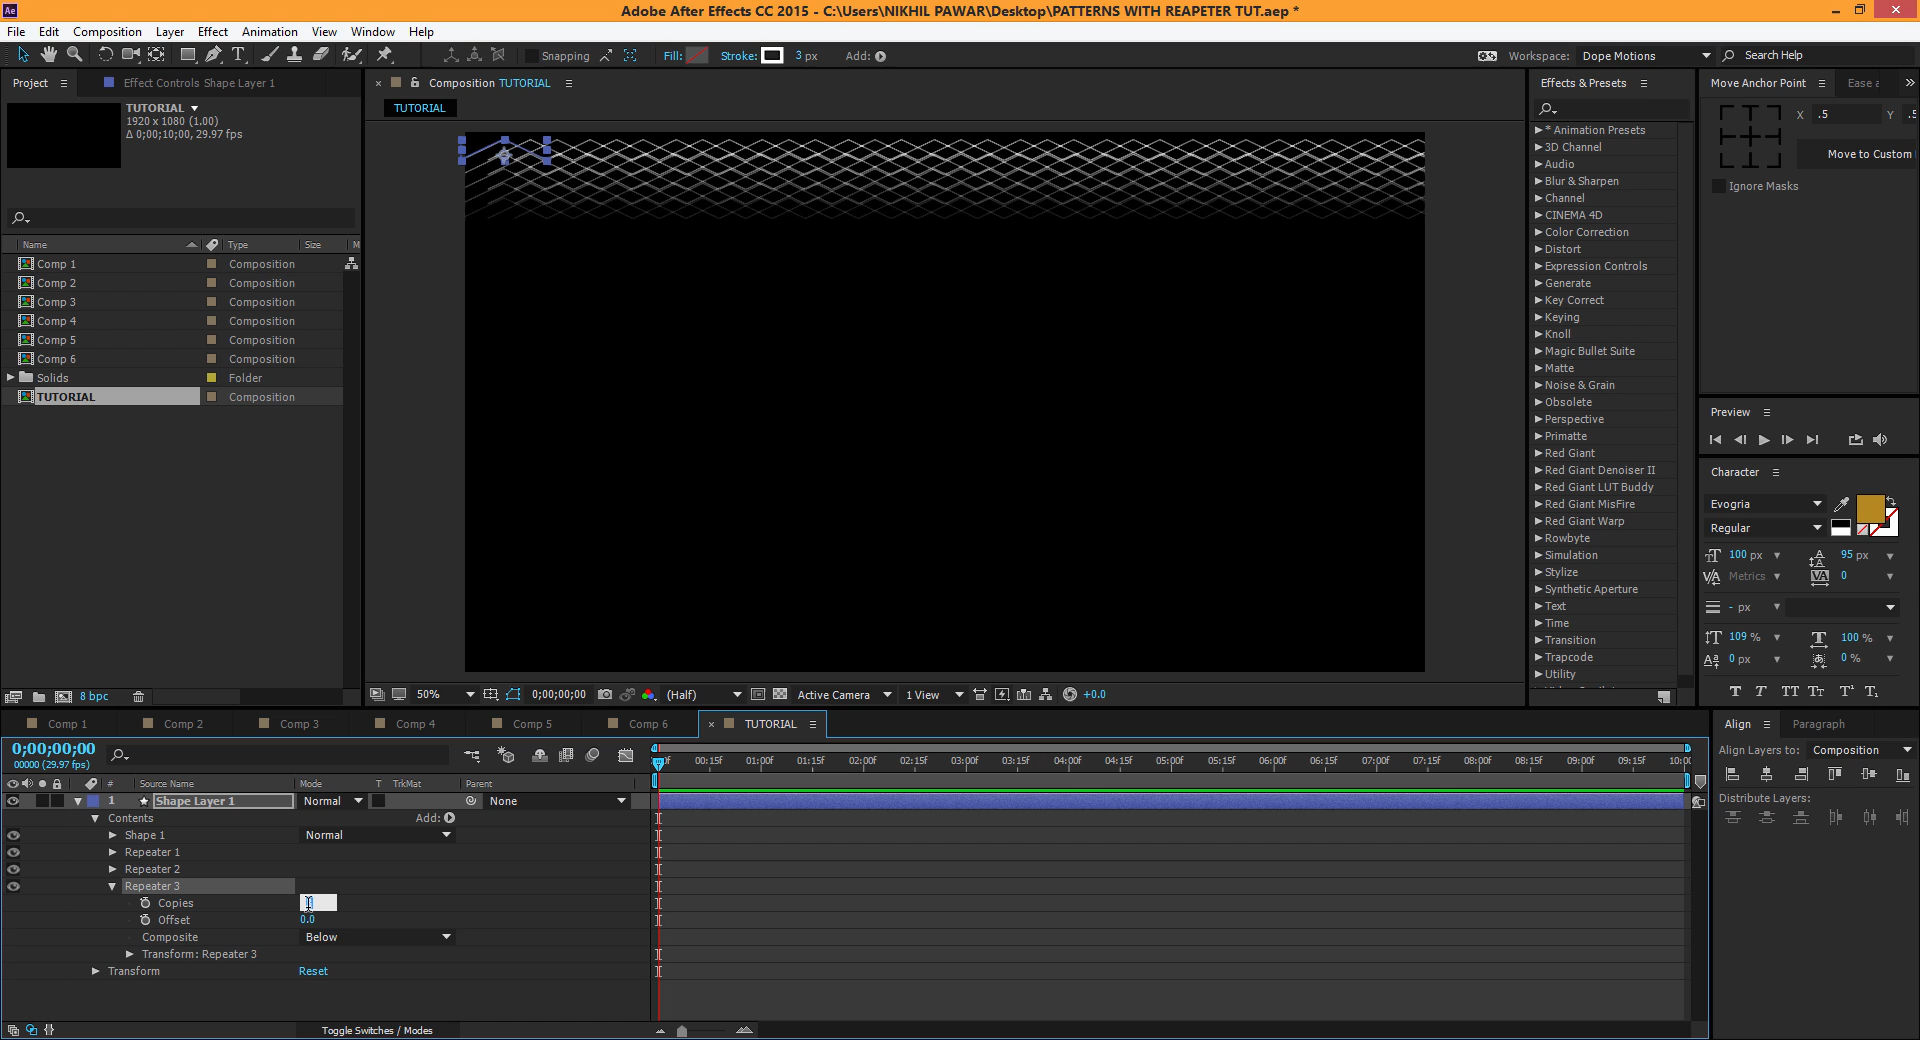 Adobe After Effects CC 2015 - C:\Users\NIKHIL PAWAR\Desktop\PATTERNS WITH REAPETER TUT.aep *
File Edit Composition Layer Effect Animation View Window Help
Snapping Fill: Stroke: 3 px Add: Workspace: Dope Motions Search Help
Project Effect Controls Shape Layer 1
TUTORIAL
1920 x 1080 (1.00)
Δ 0;00;10;00, 29.97 fps
Name Type Size M
Comp 1 Composition
Comp 2 Composition
Comp 3 Composition
Comp 4 Composition
Comp 5 Composition
Comp 6 Composition
Solids Folder
TUTORIAL Composition
8 bpc
Composition TUTORIAL
TUTORIAL
50% 0;00;00;00 (Half) Active Camera 1 View +0.0
Effects & Presets
* Animation Presets
3D Channel
Audio
Blur & Sharpen
Channel
CINEMA 4D
Color Correction
Distort
Expression Controls
Generate
Key Correct
Keying
Knoll
Magic Bullet Suite
Matte
Noise & Grain
Obsolete
Perspective
Primatte
Red Giant
Red Giant Denoiser II
Red Giant LUT Buddy
Red Giant MisFire
Red Giant Warp
Rowbyte
Simulation
Stylize
Synthetic Aperture
Text
Time
Transition
Trapcode
Utility
Move Anchor Point Ease a
X .5 Y .5
Move to Custom
Ignore Masks
Preview
Character
Evogria
Regular
100 px 95 px
Metrics 0
- px
109 % 100 %
0 px 0 %
T T TT Tt T¹ T₁
Comp 1 Comp 2 Comp 3 Comp 4 Comp 5 Comp 6 TUTORIAL
0;00;00;00
00000 (29.97 fps)
00:15f 01:00f 01:15f 02:00f 02:15f 03:00f 03:15f 04:00f 04:15f 05:00f 05:15f 06:00f 06:15f 07:00f 07:15f 08:00f 08:15f 09:00f 09:15f 10:00
# Source Name Mode T TrkMat Parent
1 Shape Layer 1 Normal None
Contents Add:
Shape 1 Normal
Repeater 1
Repeater 2
Repeater 3
Copies
Offset 0.0
Composite Below
Transform: Repeater 3
Transform Reset
Toggle Switches / Modes
Align Paragraph
Align Layers to: Composition
Distribute Layers: